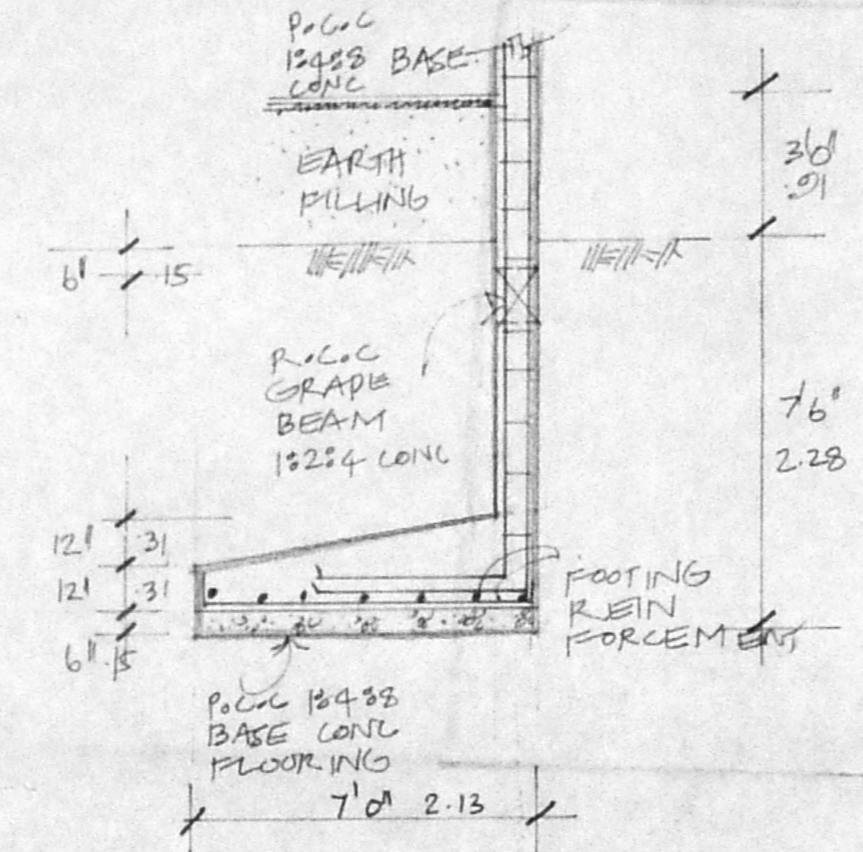 P.C.C
1:4:8 BASE
CONC
EARTH
FILLING
3'0"
.91
6" .15
R.C.C
GRADE
BEAM
1:2:4 CONC
7'6"
2.28
12" .31
12" .31
6" .15
FOOTING
REIN
FORCEMENT
P.C.C 1:4:8
BASE CONC
FLOORING
7'0" 2.13